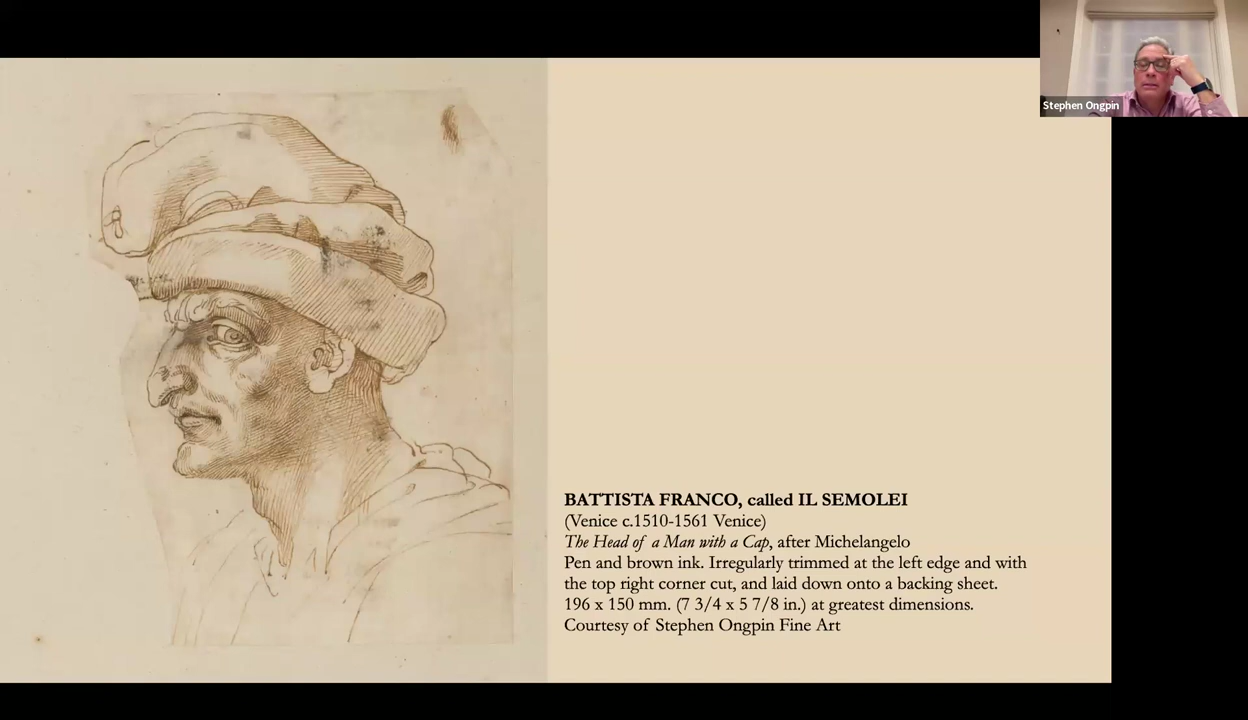 Stephen Ongpin
BATTISTA FRANCO, called IL SEMOLEI
(Venice c.1510-1561 Venice)
The Head of a Man with a Cap, after Michelangelo
Pen and brown ink. Irregularly trimmed at the left edge and with
the top right corner cut, and laid down onto a backing sheet.
196 x 150 mm. (7 3/4 x 5 7/8 in.) at greatest dimensions.
Courtesy of Stephen Ongpin Fine Art